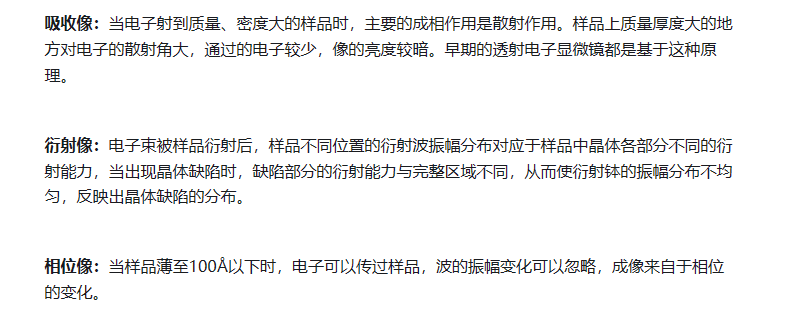 吸收像：当电子射到质量、密度大的样品时，主要的成相作用是散射作用。样品上质量厚度大的地
方对电子的散射角大，通过的电子较少，像的亮度较暗。早期的透射电子显微镜都是基于这种原
理。
衍射像：电子束被样品衍射后，样品不同位置的衍射波振幅分布对应于样品中晶体各部分不同的衍
射能力，当出现晶体缺陷时，缺陷部分的衍射能力与完整区域不同，从而使衍射钵的振幅分布不均
匀，反映出晶体缺陷的分布。
相位像：当样品薄至100Å以下时，电子可以传过样品，波的振幅变化可以忽略，成像来自于相位
的变化。